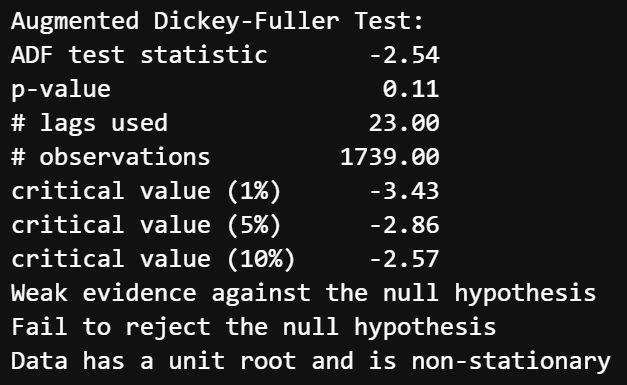 Augmented Dickey-Fuller Test:
ADF test statistic -2.54
p-value 0.11
# lags used 23.00
# observations 1739.00
critical value (1%) -3.43
critical value (5%) -2.86
critical value (10%) -2.57
Weak evidence against the null hypothesis
Fail to reject the null hypothesis
Data has a unit root and is non-stationary